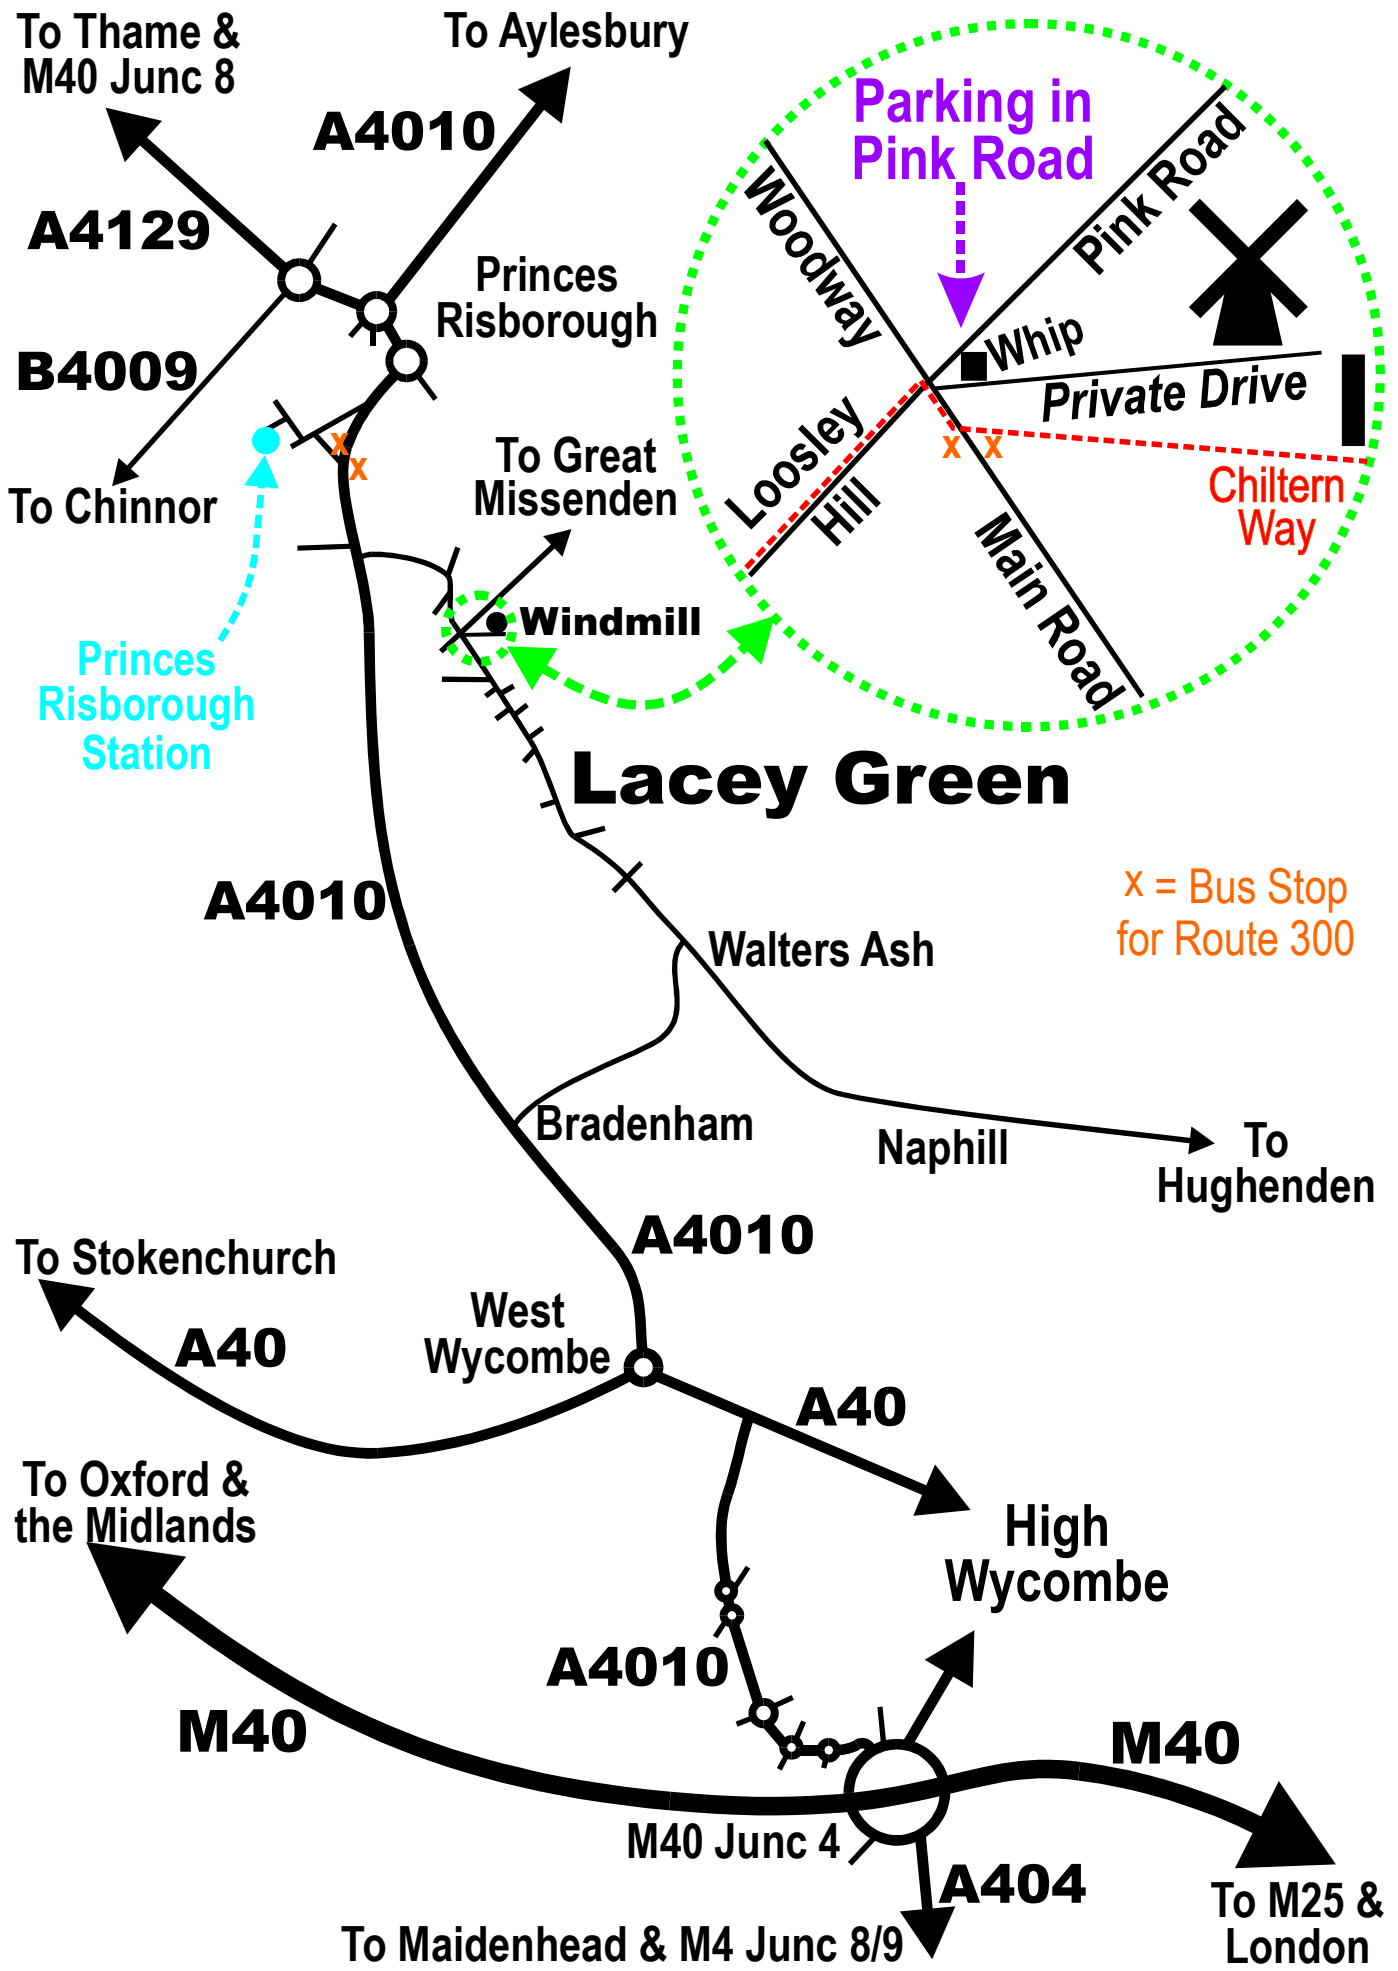 To Thame &
M40 Junc 8
To Aylesbury
A4010
A4129
Princes
Risborough
B4009
To Chinnor
To Great
Missenden
Windmill
Princes
Risborough
Station
Parking in
Pink Road
Woodway
Pink Road
Whip
Private Drive
Loosley
Hill
x x
Chiltern
Way
Main Road
x
x
Lacey Green
A4010
x = Bus Stop
for Route 300
Walters Ash
Bradenham
Naphill
To
Hughenden
A4010
To Stokenchurch
A40
West
Wycombe
A40
To Oxford &
the Midlands
High
Wycombe
A4010
M40
M40
M40 Junc 4
A404
To Maidenhead & M4 Junc 8/9
To M25 &
London